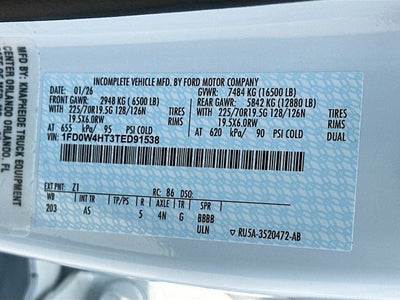 INCOMPLETE VEHICLE MFD. BY FORD MOTOR COMPANY
01/26 GVWR: 7484 KG (16500 LB)
FRONT GAWR: 2948 KG (6500 LB) REAR GAWR: 5842 KG (12880 LB)
WITH 225/70R19.5G 128/126N TIRES WITH 225/70R19.5G 128/126N TIRES
19.5X6.0RW RIMS 19.5X6.0RW RIMS
AT 655 kPa/ 95 PSI COLD AT 620 kPa/ 90 PSI COLD DUAL
VIN: 1FD0W4HT3TED91538
EXT PNT: Z1 RC: 86 DSO:
WB INT TR TP/PS R AXLE TR SPR
203 AS 5 4N G BBBB
ULN RU5A-3520472-AB
MFD BY: KNAPHEIDE TRUCK EQUIPMENT
CENTER ORLANDO ORLANDO, FL